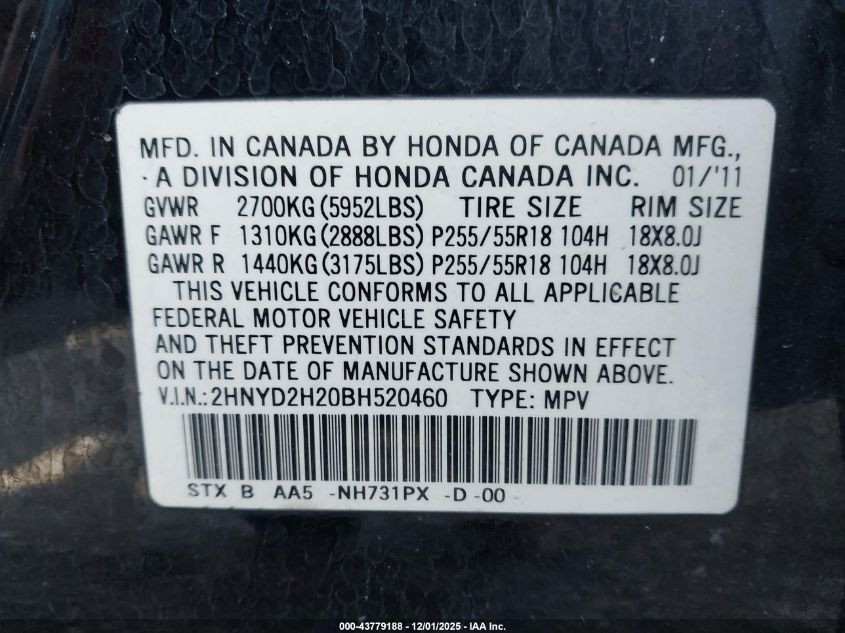 MFD. IN CANADA BY HONDA OF CANADA MFG.,
A DIVISION OF HONDA CANADA INC. 01/'11
GVWR 2700KG(5952LBS) TIRE SIZE RIM SIZE
GAWR F 1310KG(2888LBS) P255/55R18 104H 18X8.0J
GAWR R 1440KG(3175LBS) P255/55R18 104H 18X8.0J
THIS VEHICLE CONFORMS TO ALL APPLICABLE
FEDERAL MOTOR VEHICLE SAFETY
AND THEFT PREVENTION STANDARDS IN EFFECT
ON THE DATE OF MANUFACTURE SHOWN ABOVE.
V.I.N.:2HNYD2H20BH520460 TYPE: MPV
STX B AA5 -NH731PX -D -00
000-43779188 - 12/01/2025 - IAA Inc.